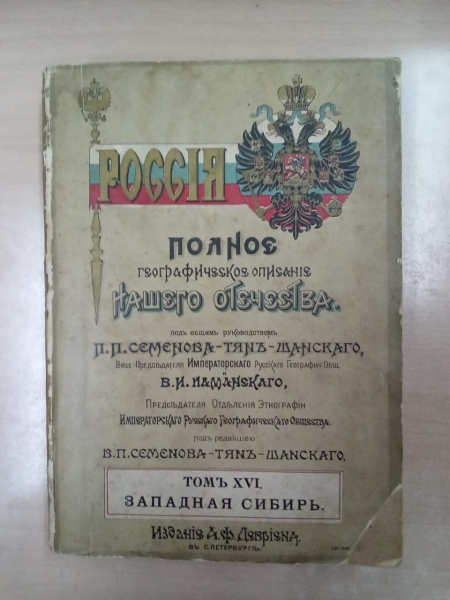 РОССІЯ
ПОЛНОЕ
ГЕОГРАФИЧЕСКОЕ ОПИСАНІЕ
НАШЕГО ОТЕЧЕСТВА.
ПОДЪ ОБЩИМЪ РУКОВОДСТВОМЪ
П.П. СЕМЕНОВА-ТЯНЪ-ШАНСКАГО,
ВИЦЕ-ПРЕДСѢДАТЕЛЯ ИМПЕРАТОРСКАГО РУССКАГО ГЕОГРАФИЧ. ОБЩ.
В.И. ЛАМАНСКАГО,
ПРЕДСѢДАТЕЛЯ ОТДѢЛЕНІЯ ЭТНОГРАФІИ
ИМПЕРАТОРСКАГО РУССКАГО ГЕОГРАФИЧЕСКАГО ОБЩЕСТВА.
ПОДЪ РЕДАКЦІЕЮ
В.П. СЕМЕНОВА-ТЯНЪ-ШАНСКАГО,
ТОМЪ XVI.
ЗАПАДНАЯ СИБИРЬ.
ИЗДАНІЕ А.Ф. ДЕВРІЕНА,
ВЪ С.ПЕТЕРБУРГѢ.